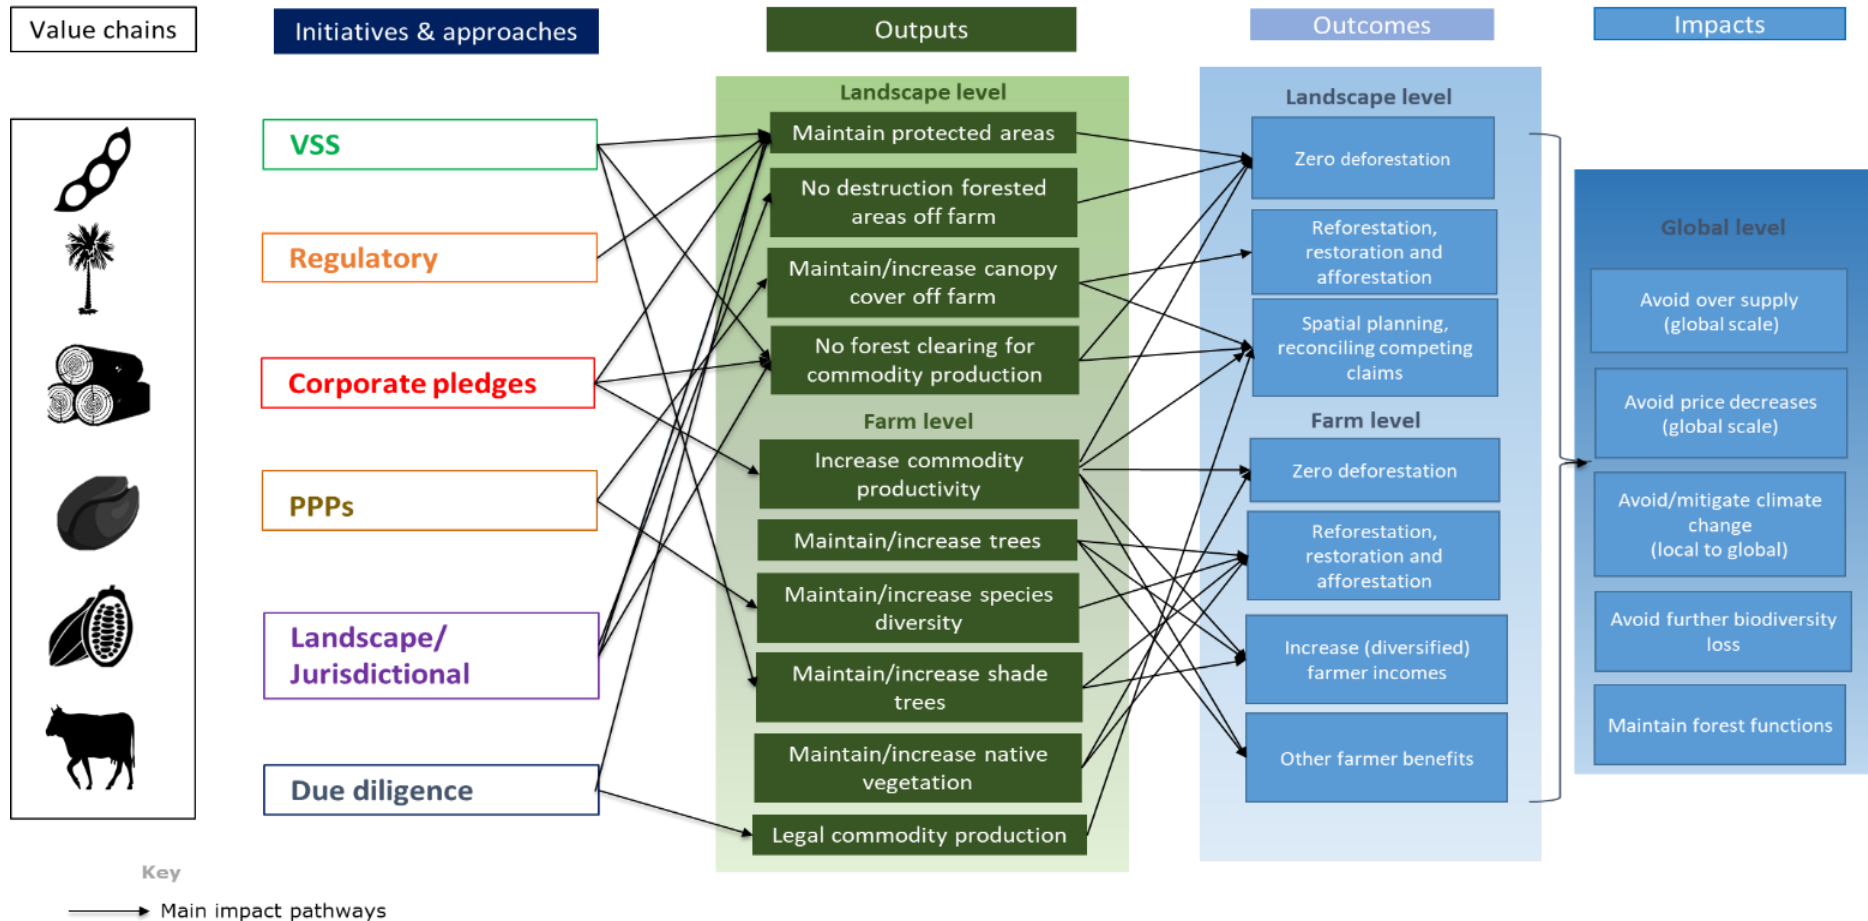 Value chains
Initiatives & approaches
Outputs
Outcomes
Impacts
VSS
Regulatory
Corporate pledges
PPPs
Landscape/
Jurisdictional
Due diligence
Landscape level
Maintain protected areas
No destruction forested
areas off farm
Maintain/increase canopy
cover off farm
No forest clearing for
commodity production
Farm level
Increase commodity
productivity
Maintain/increase trees
Maintain/increase species
diversity
Maintain/increase shade
trees
Maintain/increase native
vegetation
Legal commodity production
Landscape level
Zero deforestation
Reforestation,
restoration and
afforestation
Spatial planning,
reconciling competing
claims
Farm level
Zero deforestation
Reforestation,
restoration and
afforestation
Increase (diversified)
farmer incomes
Other farmer benefits
Global level
Avoid over supply
(global scale)
Avoid price decreases
(global scale)
Avoid/mitigate climate
change
(local to global)
Avoid further biodiversity
loss
Maintain forest functions
Key
Main impact pathways